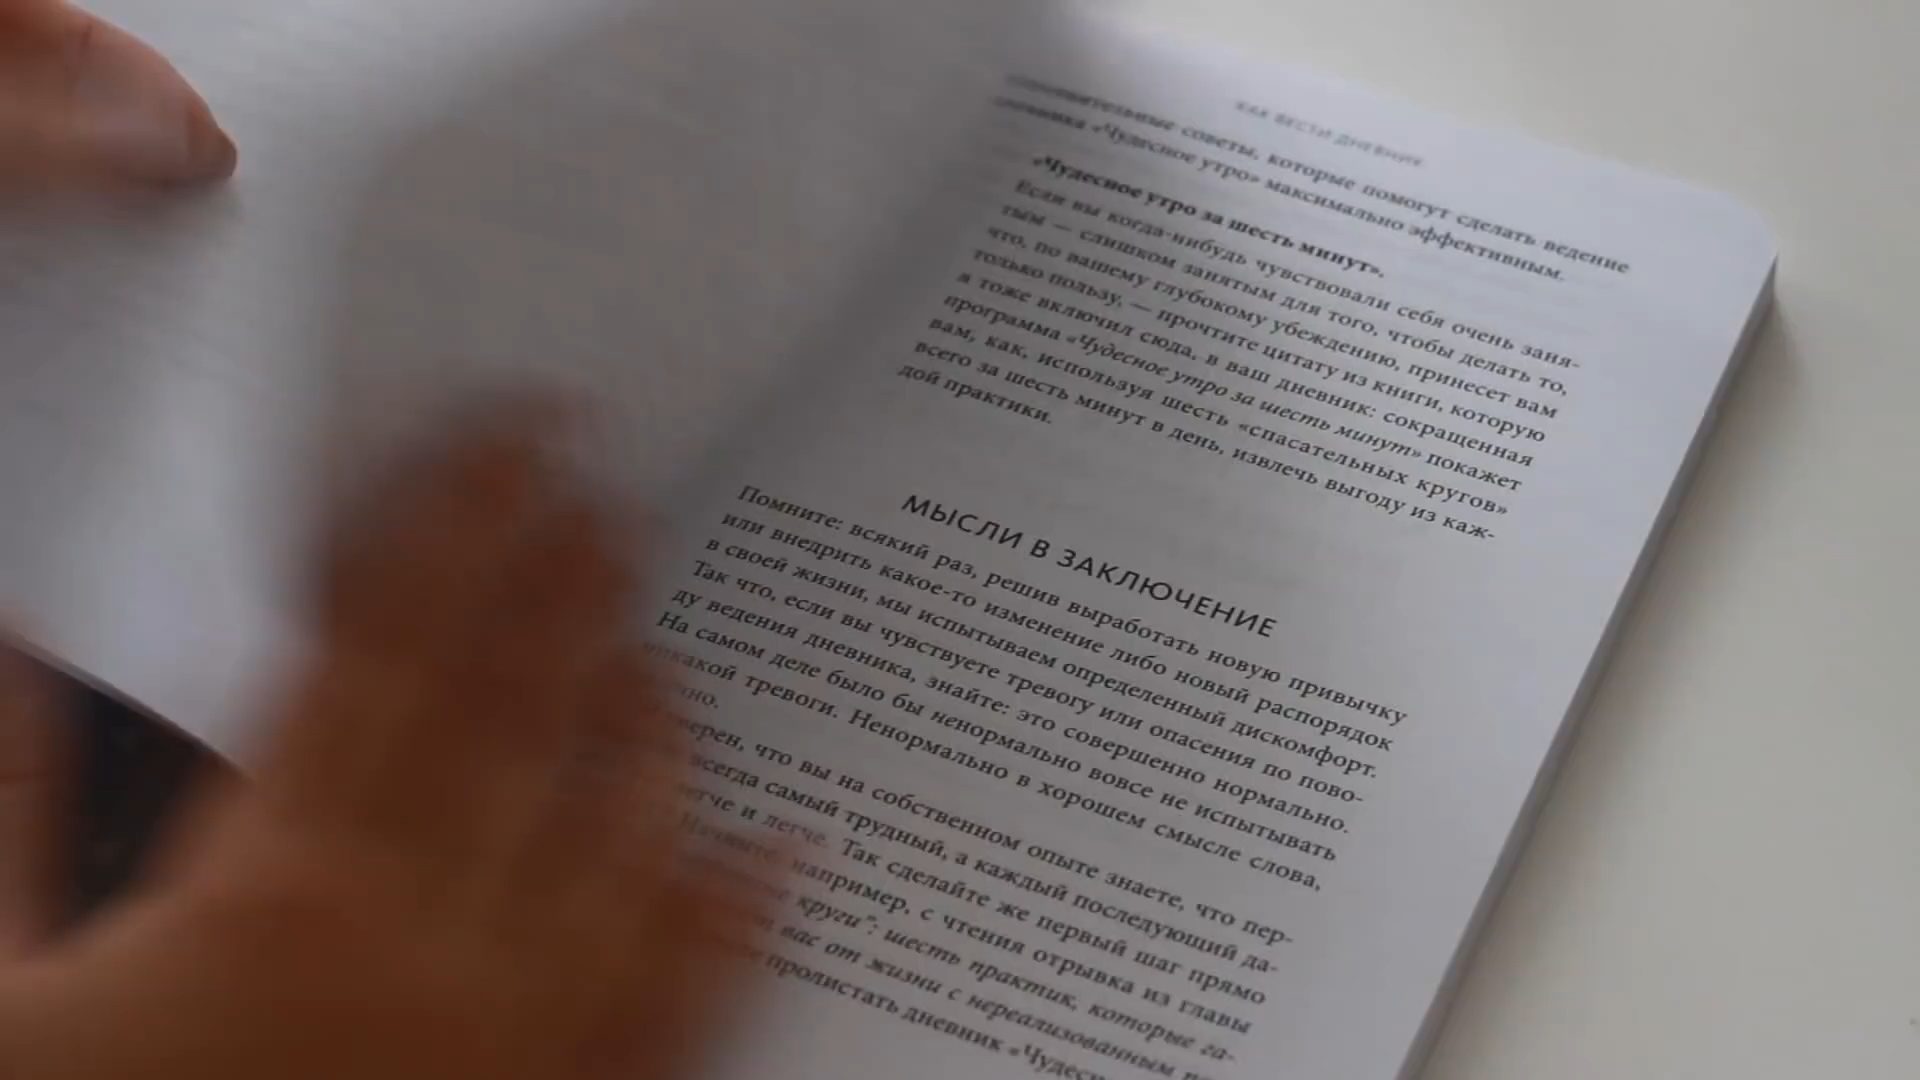 КАК ВЕСТИ ДНЕВНИК
советы, которые помогут сделать ведение
«Чудесное утро» максимально эффективным.
«Чудесное утро за шесть минут».
Если вы когда-нибудь чувствовали себя очень заня-
тым — слишком занятым для того, чтобы делать то,
что, по вашему глубокому убеждению, принесет вам
только пользу, — прочтите цитату из книги, которую
я тоже включил сюда, в ваш дневник: сокращенная
программа «Чудесное утро за шесть минут» покажет
вам, как, используя шесть «спасательных кругов»
всего за шесть минут в день, извлечь выгоду из каж-
дой практики.
МЫСЛИ В ЗАКЛЮЧЕНИЕ
Помните: всякий раз, решив выработать новую привычку
или внедрить какое-то изменение либо новый распорядок
в своей жизни, мы испытываем определенный дискомфорт.
Так что, если вы чувствуете тревогу или опасения по пово-
ду ведения дневника, знайте: это совершенно нормально.
На самом деле было бы ненормально вовсе не испытывать
никакой тревоги. Ненормально в хорошем смысле слова,
что вы на собственном опыте знаете, что пер-
всегда самый трудный, а каждый последующий да-
легче и легче. Так сделайте же первый шаг прямо
Начните, например, с чтения отрывка из главы
круги": шесть практик, которые га-
вас от жизни с нереализованным
пролистать дневник